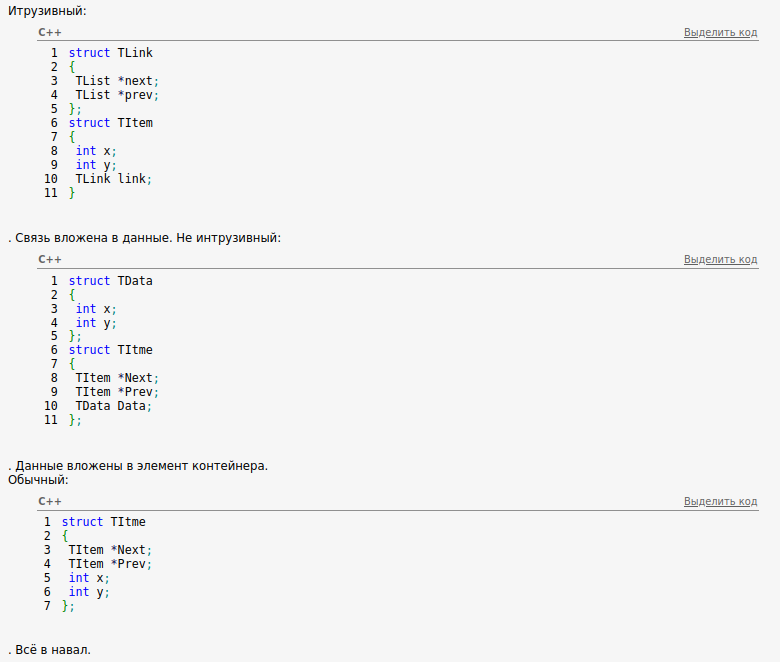 Итрузивный:
C++ Выделить код
1 struct TLink
2 {
3 TList *next;
4 TList *prev;
5 };
6 struct TItem
7 {
8 int x;
9 int y;
10 TLink link;
11 }
. Связь вложена в данные. Не интрузивный:
C++ Выделить код
1 struct TData
2 {
3 int x;
4 int y;
5 };
6 struct TItme
7 {
8 TItem *Next;
9 TItem *Prev;
10 TData Data;
11 };
. Данные вложены в элемент контейнера.
Обычный:
C++ Выделить код
1 struct TItme
2 {
3 TItem *Next;
4 TItem *Prev;
5 int x;
6 int y;
7 };
. Всё в навал.